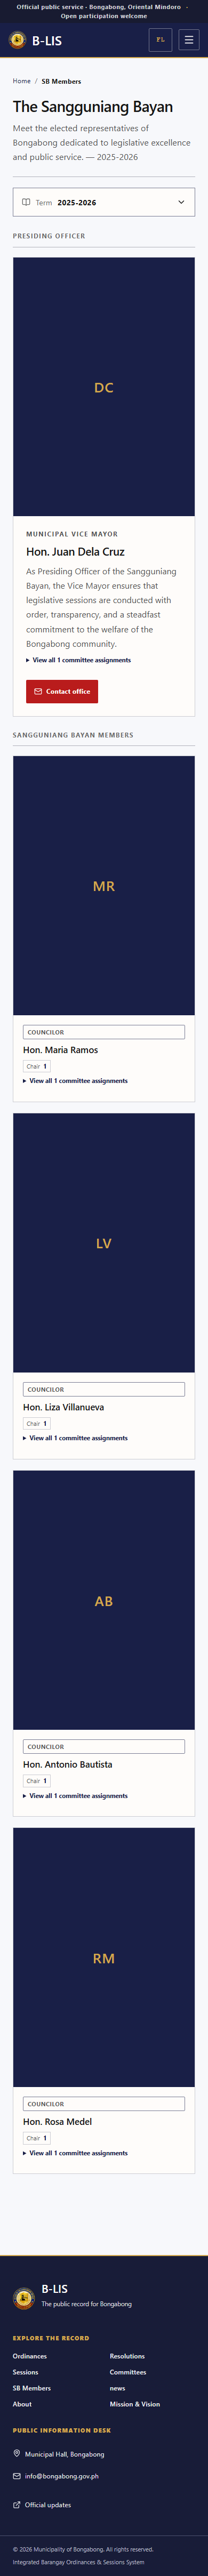 Official public service · Bongabong, Oriental Mindoro ·
Open participation welcome
B-LIS
FL
Home / SB Members
The Sangguniang Bayan
Meet the elected representatives of
Bongabong dedicated to legislative excellence
and public service. — 2025-2026
Term 2025-2026
PRESIDING OFFICER
DC
MUNICIPAL VICE MAYOR
Hon. Juan Dela Cruz
As Presiding Officer of the Sangguniang
Bayan, the Vice Mayor ensures that
legislative sessions are conducted with
order, transparency, and a steadfast
commitment to the welfare of the
Bongabong community.
View all 1 committee assignments
Contact office
SANGGUNIANG BAYAN MEMBERS
MR
COUNCILOR
Hon. Maria Ramos
Chair 1
View all 1 committee assignments
LV
COUNCILOR
Hon. Liza Villanueva
Chair 1
View all 1 committee assignments
AB
COUNCILOR
Hon. Antonio Bautista
Chair 1
View all 1 committee assignments
RM
COUNCILOR
Hon. Rosa Medel
Chair 1
View all 1 committee assignments
B-LIS
The public record for Bongabong
EXPLORE THE RECORD
Ordinances Resolutions
Sessions Committees
SB Members news
About Mission & Vision
PUBLIC INFORMATION DESK
Municipal Hall, Bongabong
info@bongabong.gov.ph
Official updates
© 2026 Municipality of Bongabong. All rights reserved.
Integrated Barangay Ordinances & Sessions System